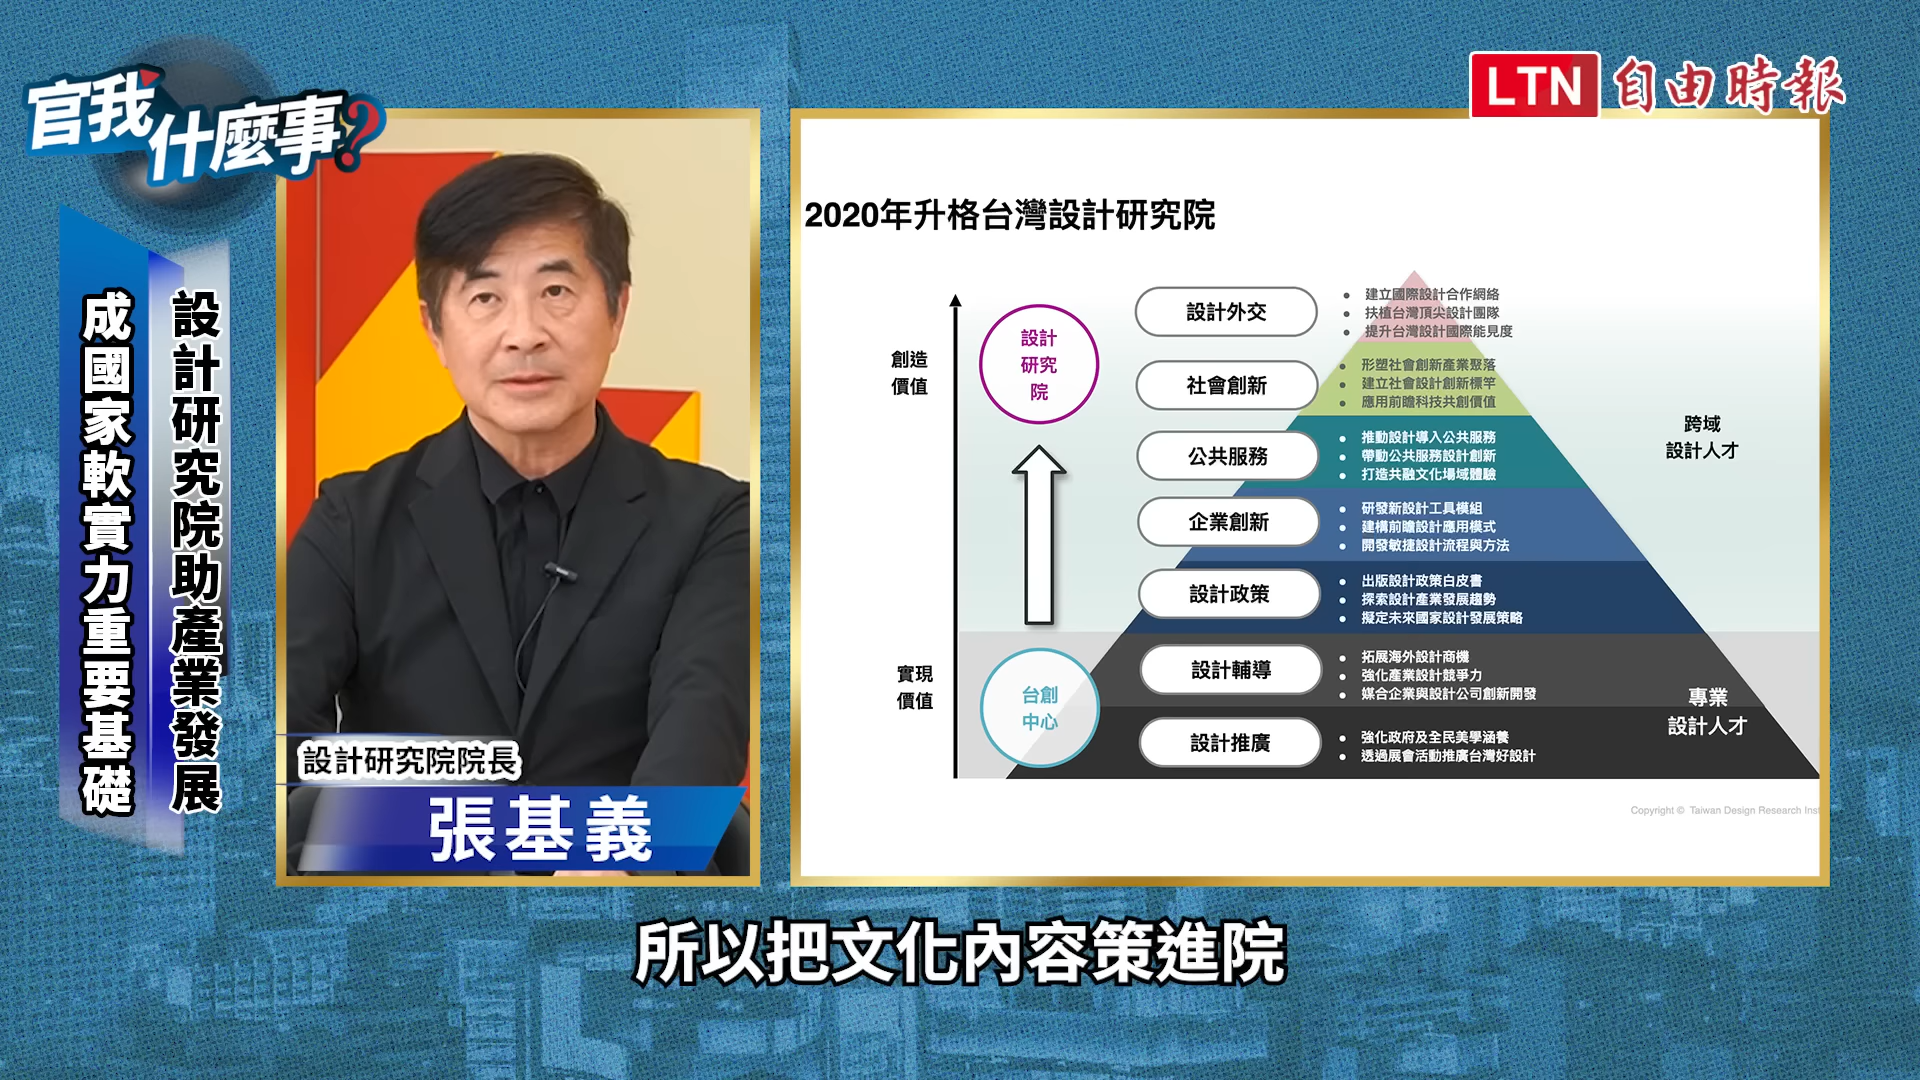 官我什麼事?
LTN 自由時報
設計研究院助產業發展
成國家軟實力重要基礎
設計研究院院長
張基義
2020年升格台灣設計研究院
創造
價值
實現
價值
設計
研究
院
台創
中心
設計外交
建立國際設計合作網絡
扶植台灣頂尖設計團隊
提升台灣設計國際能見度
社會創新
形塑社會創新產業聚落
建立社會設計創新標竿
應用前瞻科技共創價值
公共服務
推動設計導入公共服務
帶動公共服務設計創新
打造共融文化場域體驗
企業創新
研發新設計工具模組
建構前瞻設計應用模式
開發敏捷設計流程與方法
設計政策
出版設計政策白皮書
探索設計產業發展趨勢
擬定未來國家設計發展策略
設計輔導
拓展海外設計商機
強化產業設計競爭力
媒合企業與設計公司創新開發
設計推廣
強化政府及全民美學涵養
透過展會活動推廣台灣好設計
跨域
設計人才
專業
設計人才
Copyright © Taiwan Design Research Inst
所以把文化內容策進院